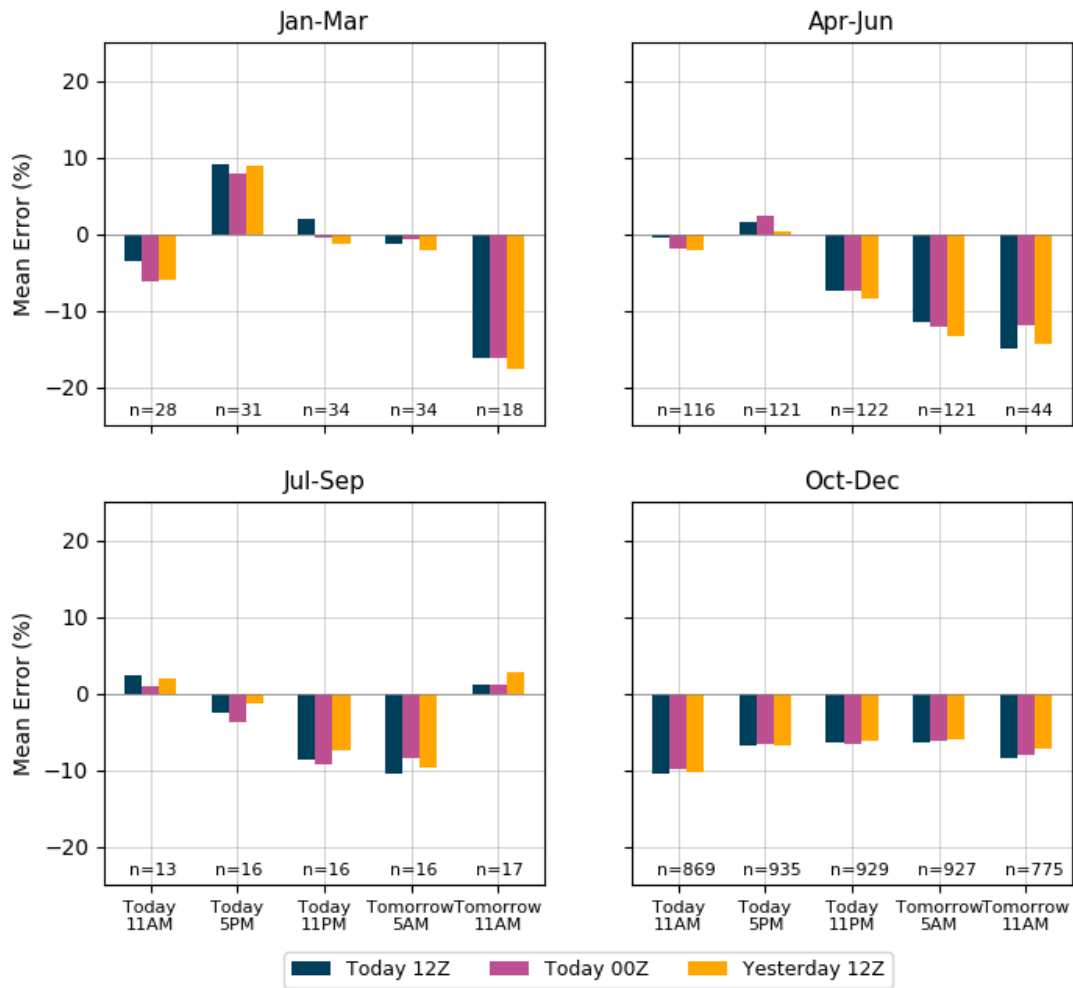 Jan-Mar
Apr-Jun
Mean Error (%)
20
10
0
−10
−20
n=28 n=31 n=34 n=34 n=18
n=116 n=121 n=122 n=121 n=44
Jul-Sep
Oct-Dec
Mean Error (%)
20
10
0
−10
−20
n=13 n=16 n=16 n=16 n=17
n=869 n=935 n=929 n=927 n=775
Today Today Today Tomorrow Tomorrow
11AM 5PM 11PM 5AM 11AM
Today Today Today Tomorrow Tomorrow
11AM 5PM 11PM 5AM 11AM
Today 12Z Today 00Z Yesterday 12Z